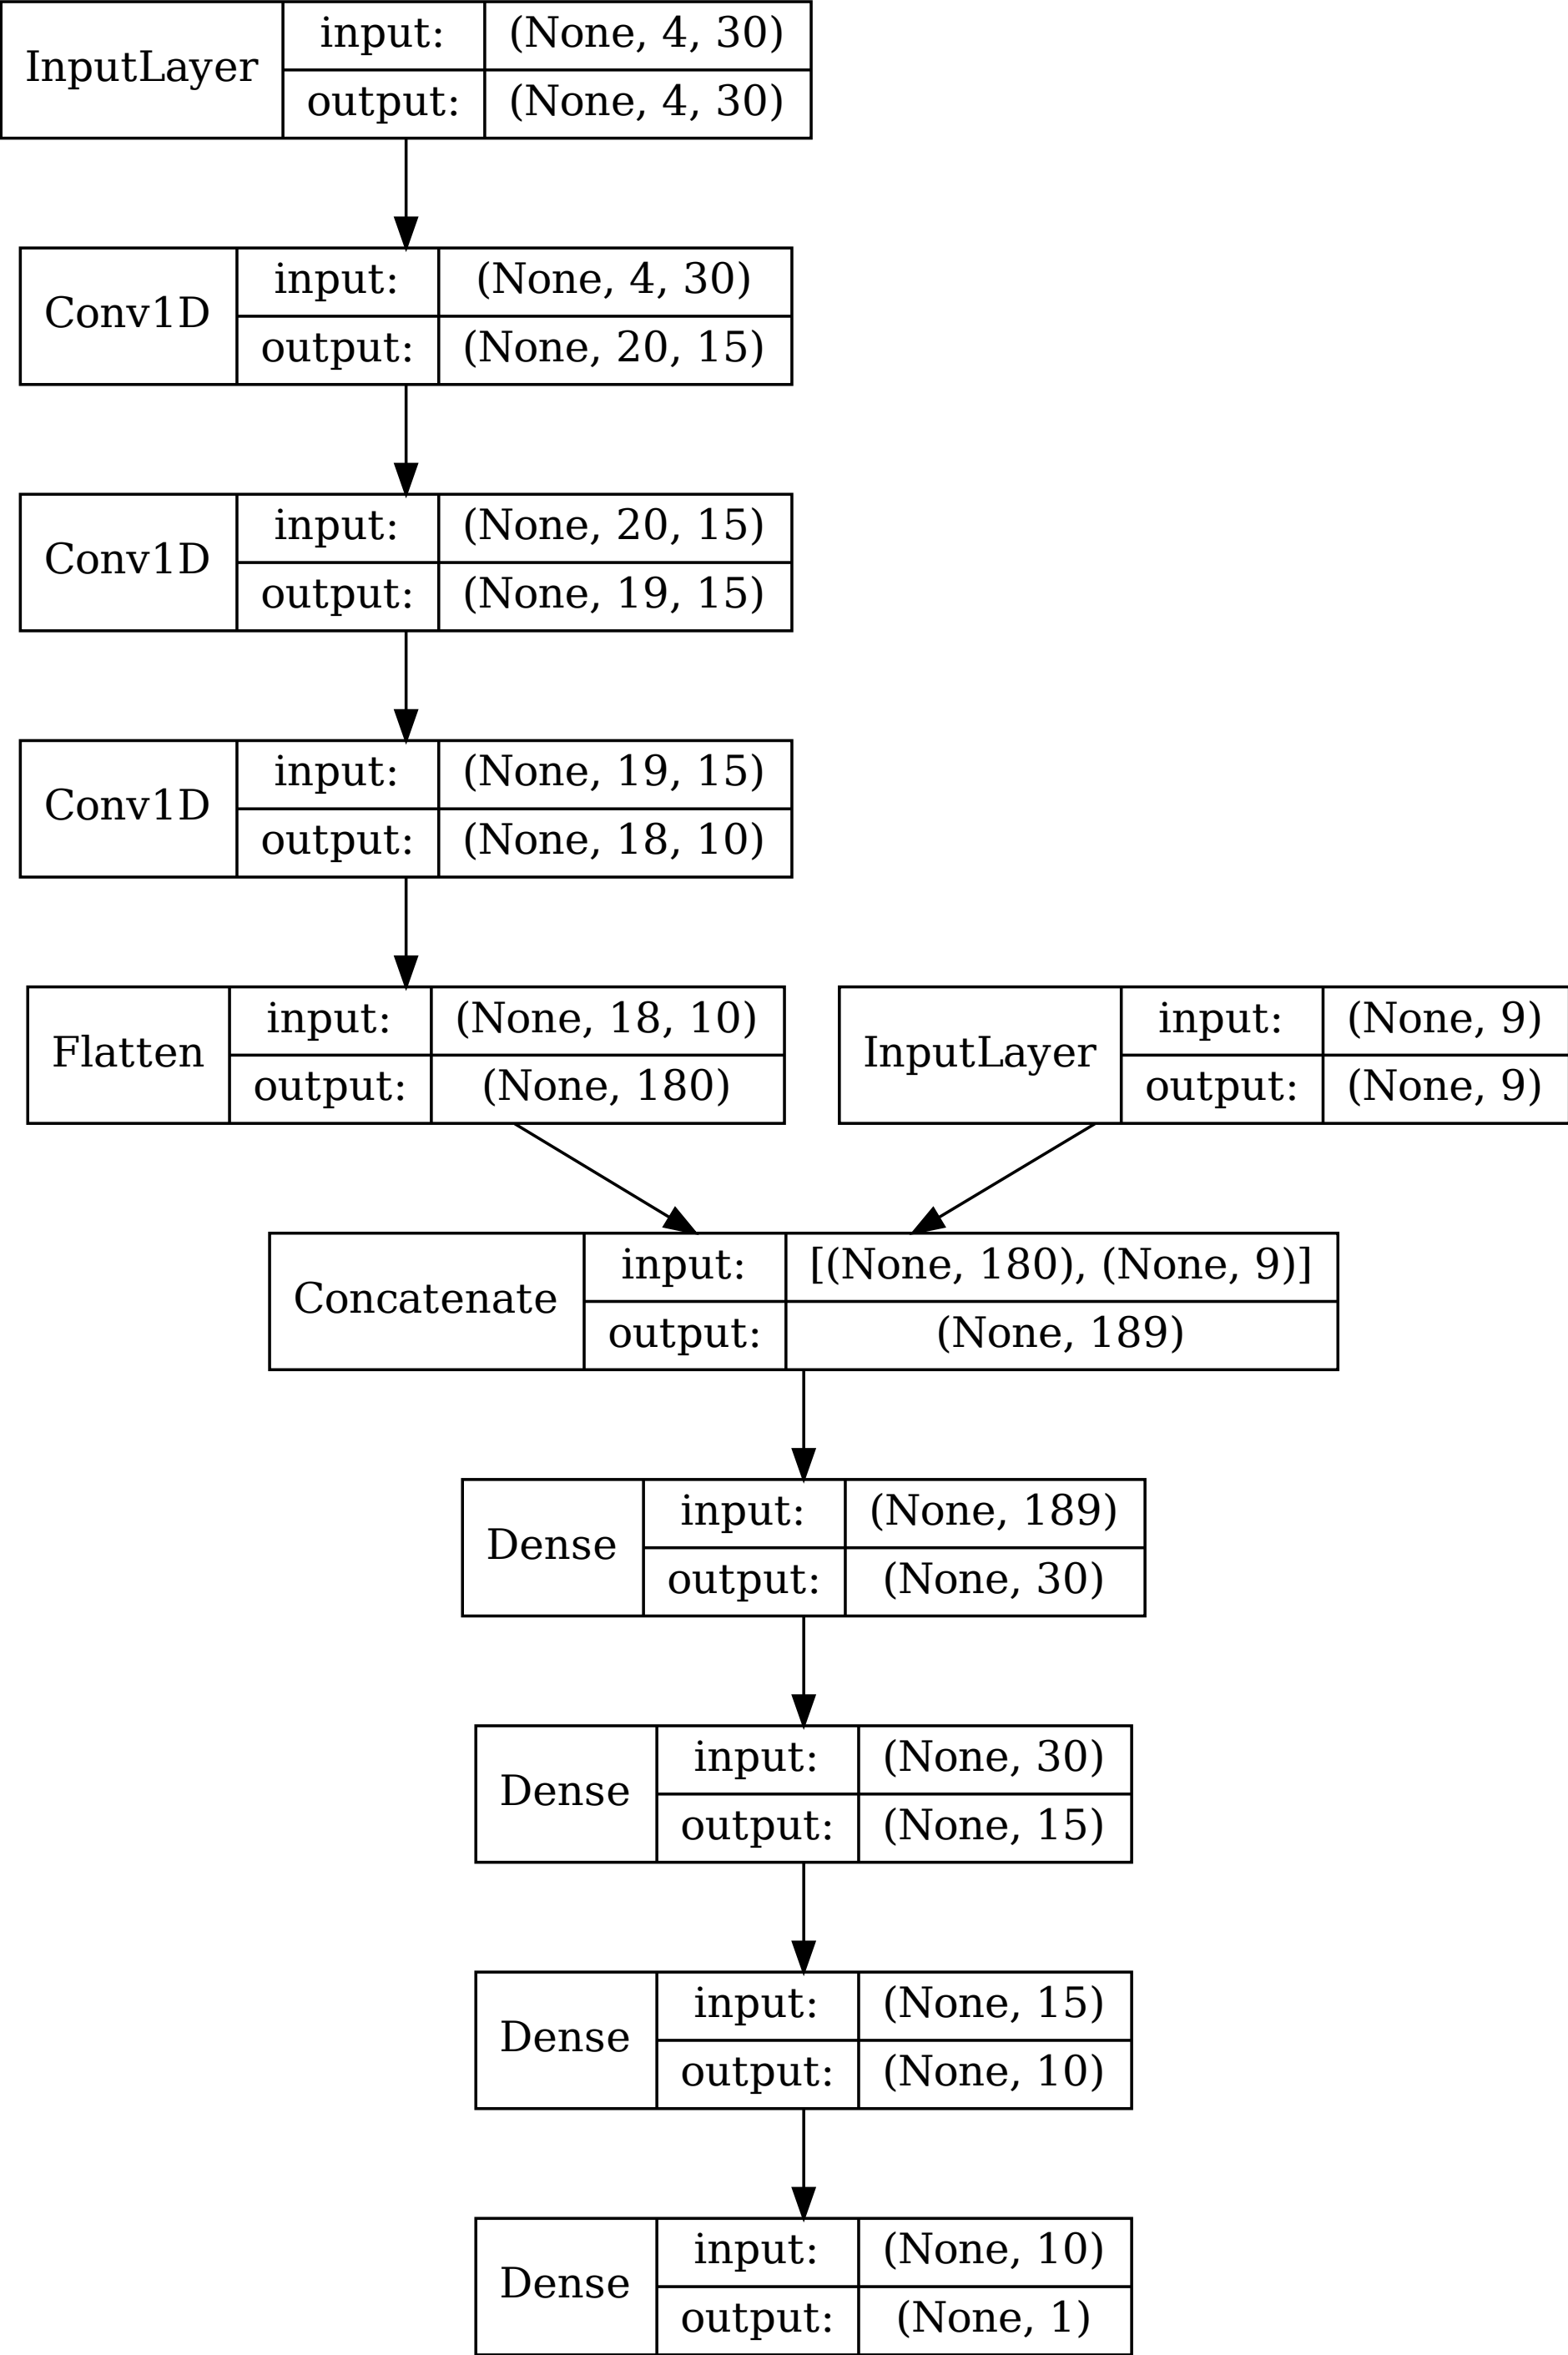 InputLayer
input: (None, 4, 30)
output: (None, 4, 30)
Conv1D
input: (None, 4, 30)
output: (None, 20, 15)
Conv1D
input: (None, 20, 15)
output: (None, 19, 15)
Conv1D
input: (None, 19, 15)
output: (None, 18, 10)
Flatten
input: (None, 18, 10)
output: (None, 180)
InputLayer
input: (None, 9)
output: (None, 9)
Concatenate
input: [(None, 180), (None, 9)]
output: (None, 189)
Dense
input: (None, 189)
output: (None, 30)
Dense
input: (None, 30)
output: (None, 15)
Dense
input: (None, 15)
output: (None, 10)
Dense
input: (None, 10)
output: (None, 1)